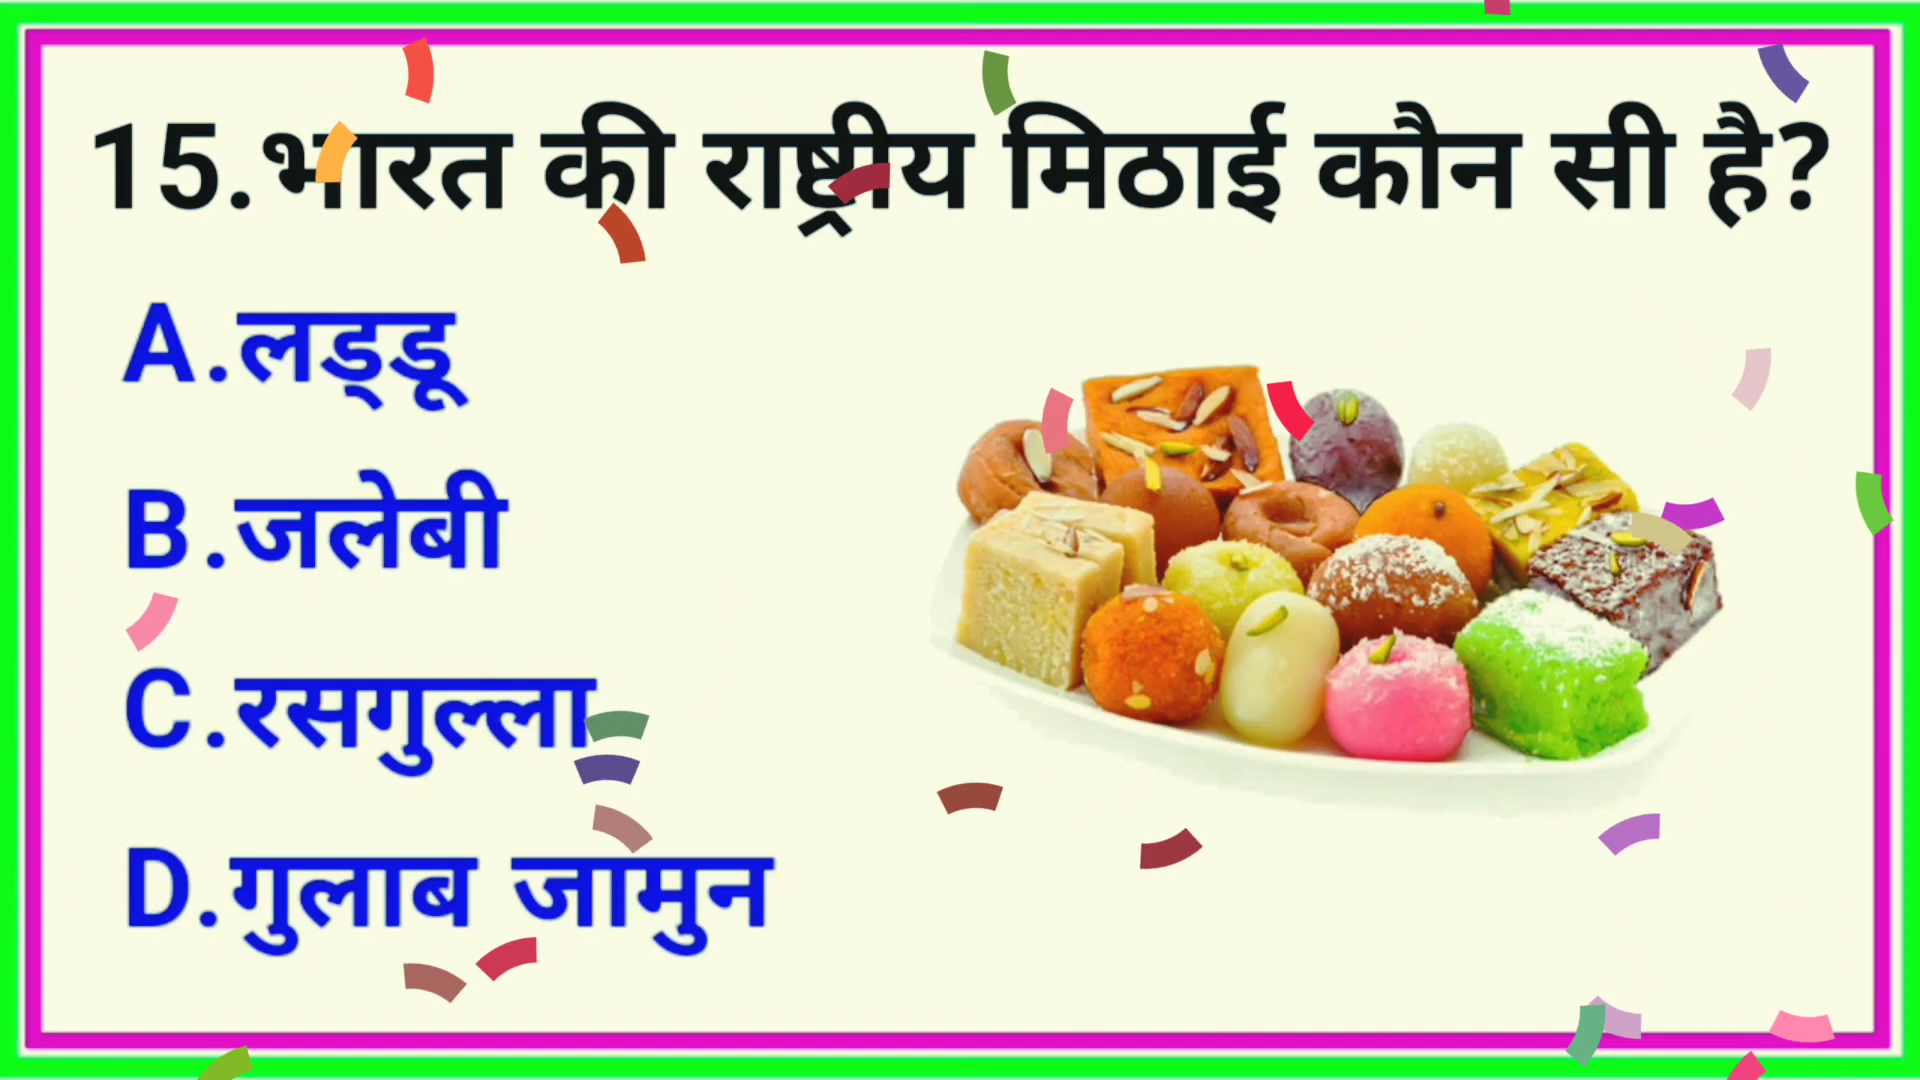 15.भारत की राष्ट्रीय मिठाई कौन सी है?
A.लड्डू
B.जलेबी
C.रसगुल्ला
D.गुलाब जामुन